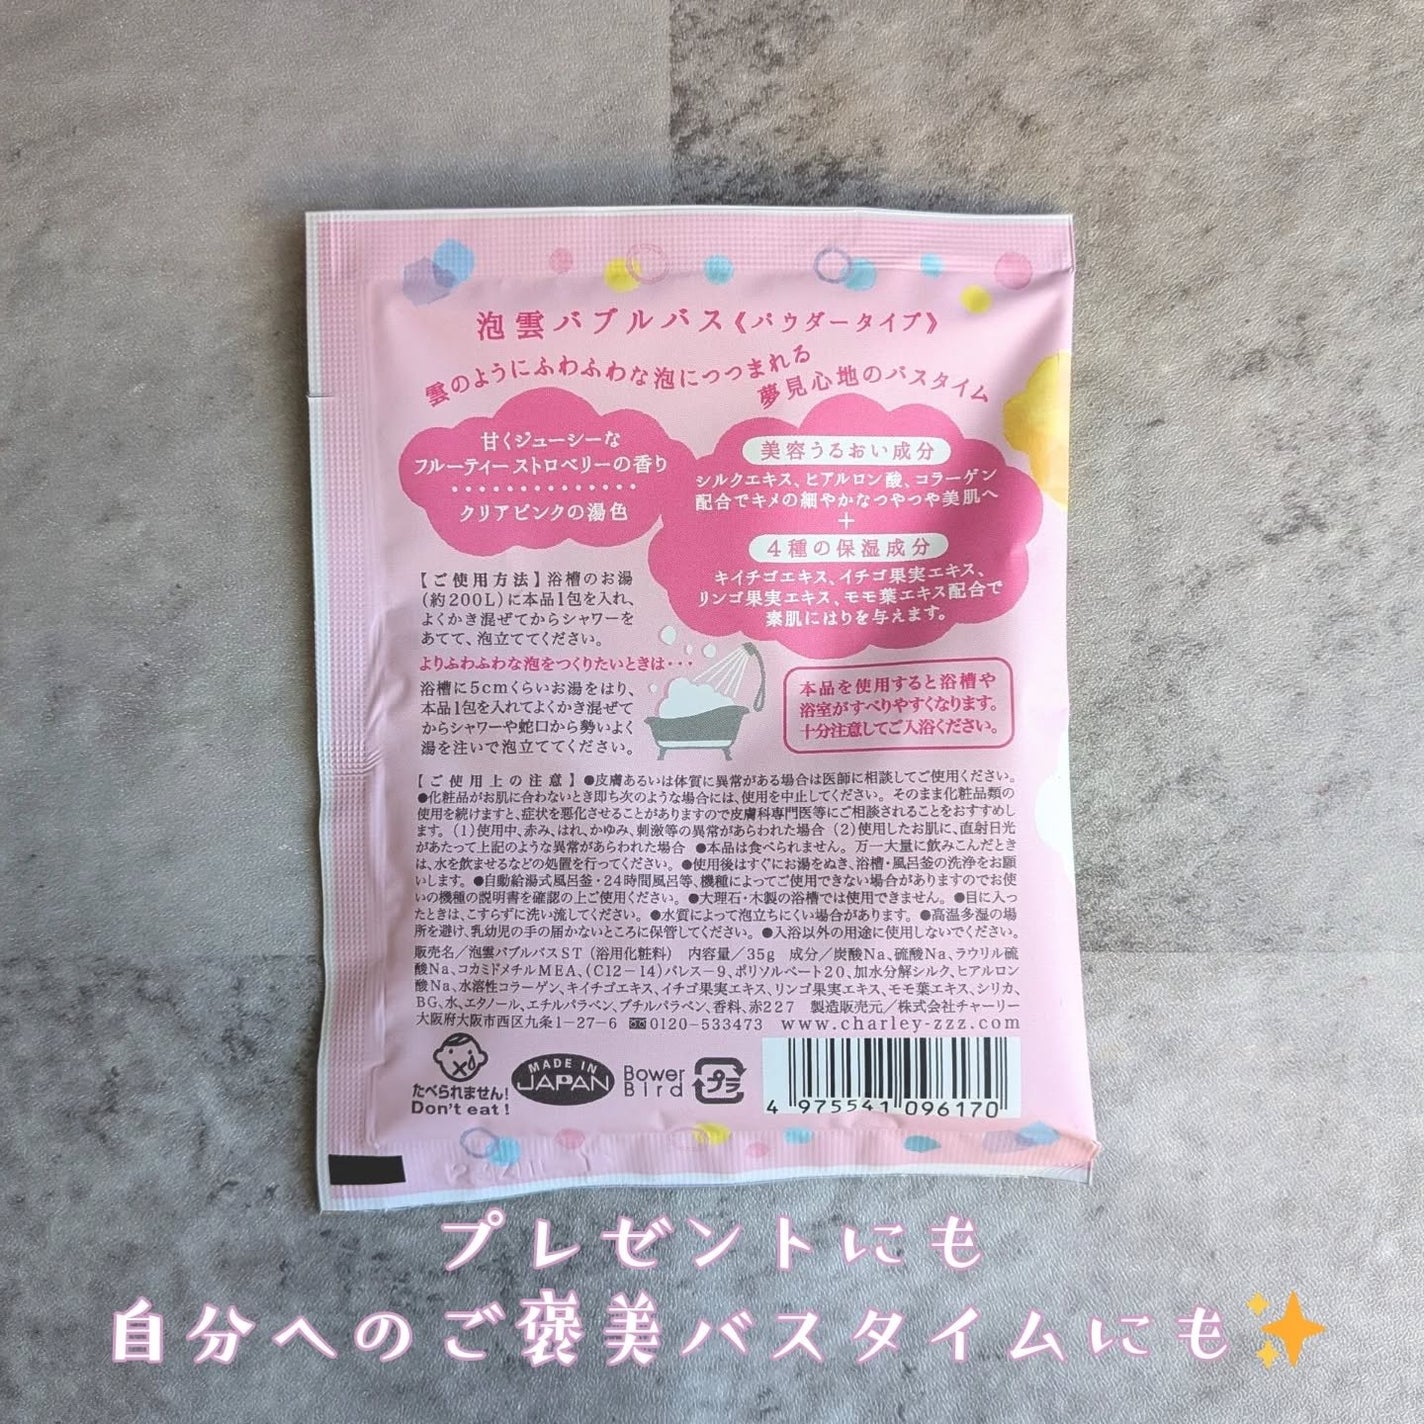 泡雲バブルバス《パウダータイプ》
雲のようにふわふわな泡につつまれる
夢見心地のバスタイム
甘くジューシーな
フルーティーストロベリーの香り
クリアピンクの湯色
美容うるおい成分
シルクエキス、ヒアルロン酸、コラーゲン
配合でキメの細やかなつやつや美肌へ
+
4種の保湿成分
キイチゴエキス、イチゴ果実エキス、
リンゴ果実エキス、モモ葉エキス配合で
素肌にはりを与えます。
【ご使用方法】浴槽のお湯
(約200L)に本品1包を入れ、
よくかき混ぜてからシャワーを
あてて、泡立ててください。
よりふわふわな泡をつくりたいときは・・・
浴槽に5cmくらいお湯をはり、
本品1包を入れてよくかき混ぜて
からシャワーや蛇口から勢いよく
湯を注いで泡立ててください。
本品を使用すると浴槽や
浴室がすべりやすくなります。
十分注意してご入浴ください。
【ご使用上の注意】●皮膚あるいは体質に異常がある場合は医師に相談してご使用ください。
●化粧品がお肌に合わないとき即ち次のような場合には、使用を中止してください。そのまま化粧品類の
使用を続けますと、症状を悪化させることがありますので皮膚科専門医等にご相談されることをおすすめし
ます。(1)使用中、赤み、はれ、かゆみ、刺激等の異常があらわれた場合 (2)使用したお肌に、直射日光
があたって上記のような異常があらわれた場合 ●本品は食べられません。万一大量に飲みこんだとき
は、水を飲ませるなどの処置を行ってください。●使用後はすぐにお湯をぬき、浴槽・風呂釜の洗浄をお願
いします。●自動給湯式風呂釜・24時間風呂等、機種によってご使用できない場合がありますのでお使
いの機種の説明書を確認の上ご使用ください。●大理石・木製の浴槽では使用できません。●目に入っ
たときは、こすらずに洗い流してください。●水質によって泡立ちにくい場合があります。●高温多湿の場
所を避け、乳幼児の手の届かないところに保管してください。●入浴以外の用途に使用しないでください。
販売名／泡雲バブルバスST(浴用化粧料) 内容量／35g 成分／炭酸Na、硫酸Na、ラウリル硫
酸Na、コカミドメチルMEA、(C12-14)パレス-9、ポリソルベート20、加水分解シルク、ヒアルロン
酸Na、水溶性コラーゲン、キイチゴエキス、イチゴ果実エキス、リンゴ果実エキス、モモ葉エキス、シリカ、
BG、水、エタノール、エチルパラベン、ブチルパラベン、香料、赤227 製造販売元／株式会社チャーリー
大阪府大阪市西区九条1-27-6 0120-533473 www.charley-zzz.com
たべられません!
Don't eat!
MADE IN
JAPAN
Bower
Bird
プラ
4 975541 096170
プレゼントにも
自分へのご褒美バスタイムにも✨